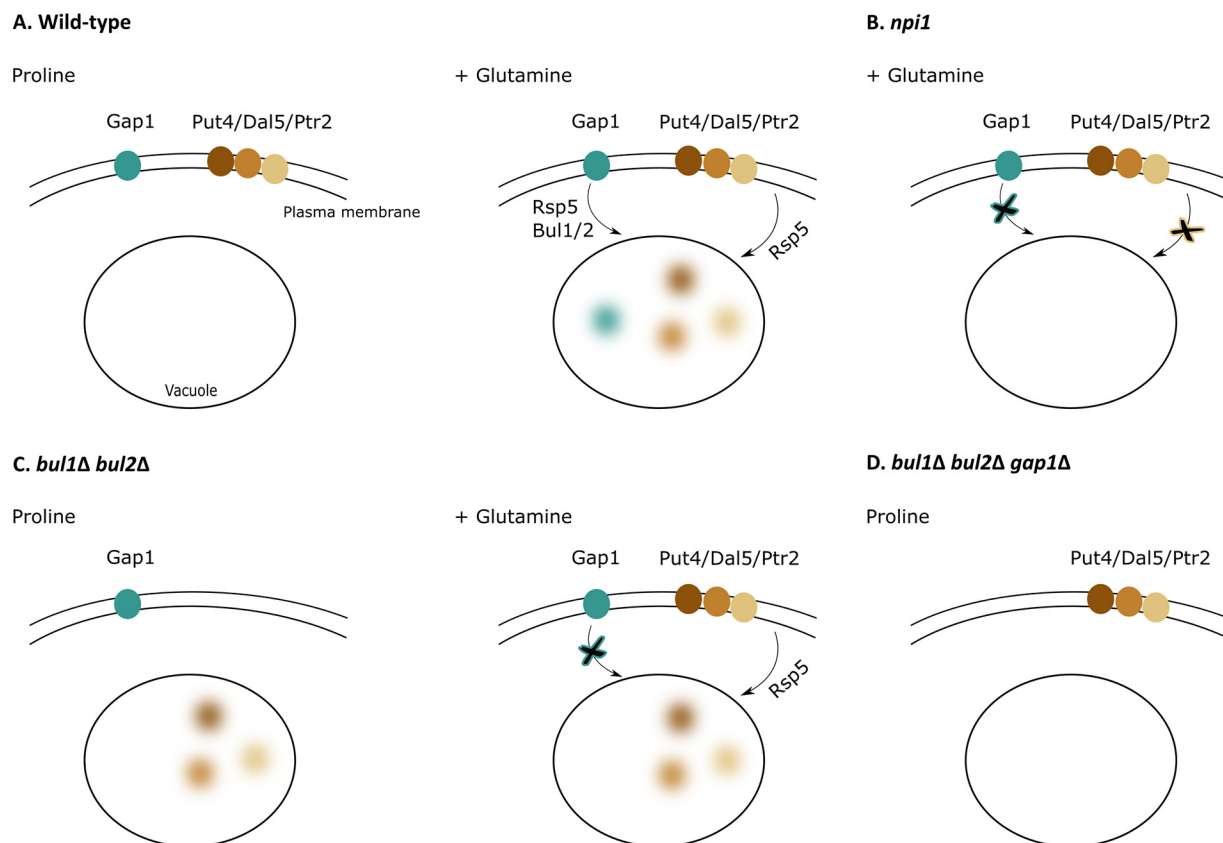 A. Wild-type
B. npi1
Proline
+ Glutamine
+ Glutamine
Gap1
Put4/Dal5/Ptr2
Gap1
Put4/Dal5/Ptr2
Gap1
Put4/Dal5/Ptr2
Plasma membrane
Rsp5
Bul1/2
Rsp5
Vacuole
C. bul1Δ bul2Δ
D. bul1Δ bul2Δ gap1Δ
Proline
+ Glutamine
Proline
Gap1
Gap1
Put4/Dal5/Ptr2
Put4/Dal5/Ptr2
Rsp5